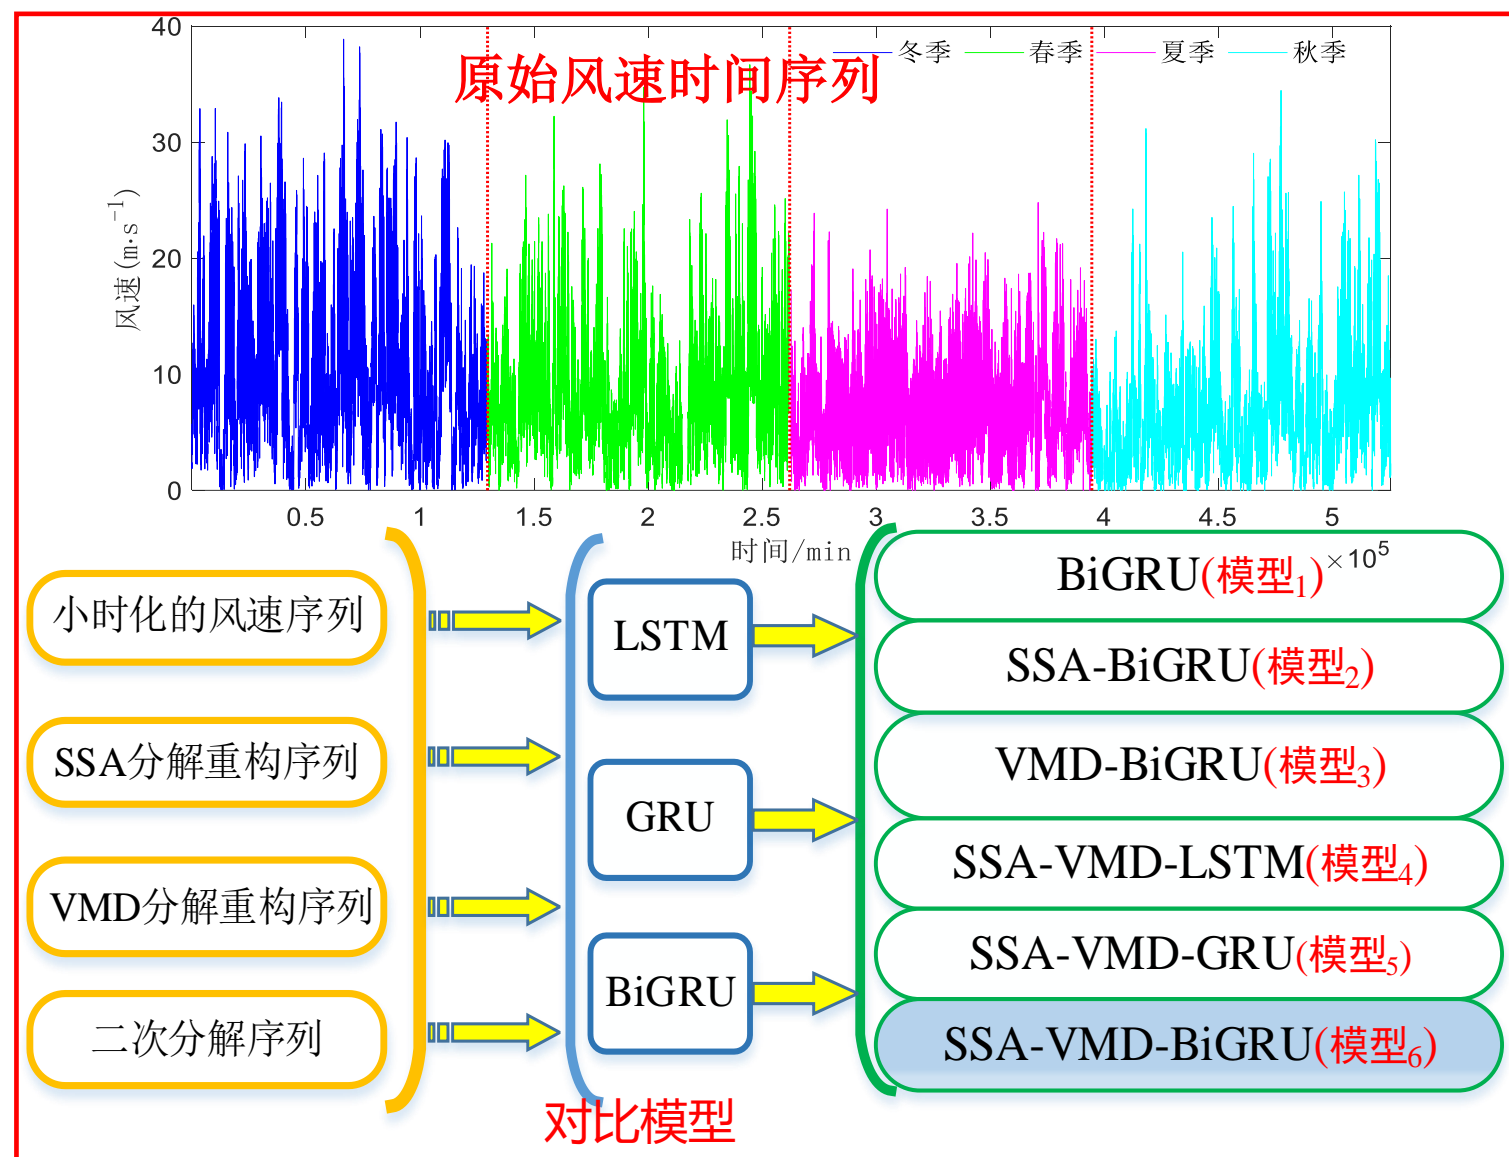 原始风速时间序列
冬季 春季 夏季 秋季
40
30
20
10
0
风速(m·s⁻¹)
0.5 1 1.5 2 2.5 3 3.5 4 4.5 5
时间/min
×10⁵
小时化的风速序列
SSA分解重构序列
VMD分解重构序列
二次分解序列
LSTM
GRU
BiGRU
对比模型
BiGRU(模型₁)
SSA-BiGRU(模型₂)
VMD-BiGRU(模型₃)
SSA-VMD-LSTM(模型₄)
SSA-VMD-GRU(模型₅)
SSA-VMD-BiGRU(模型₆)